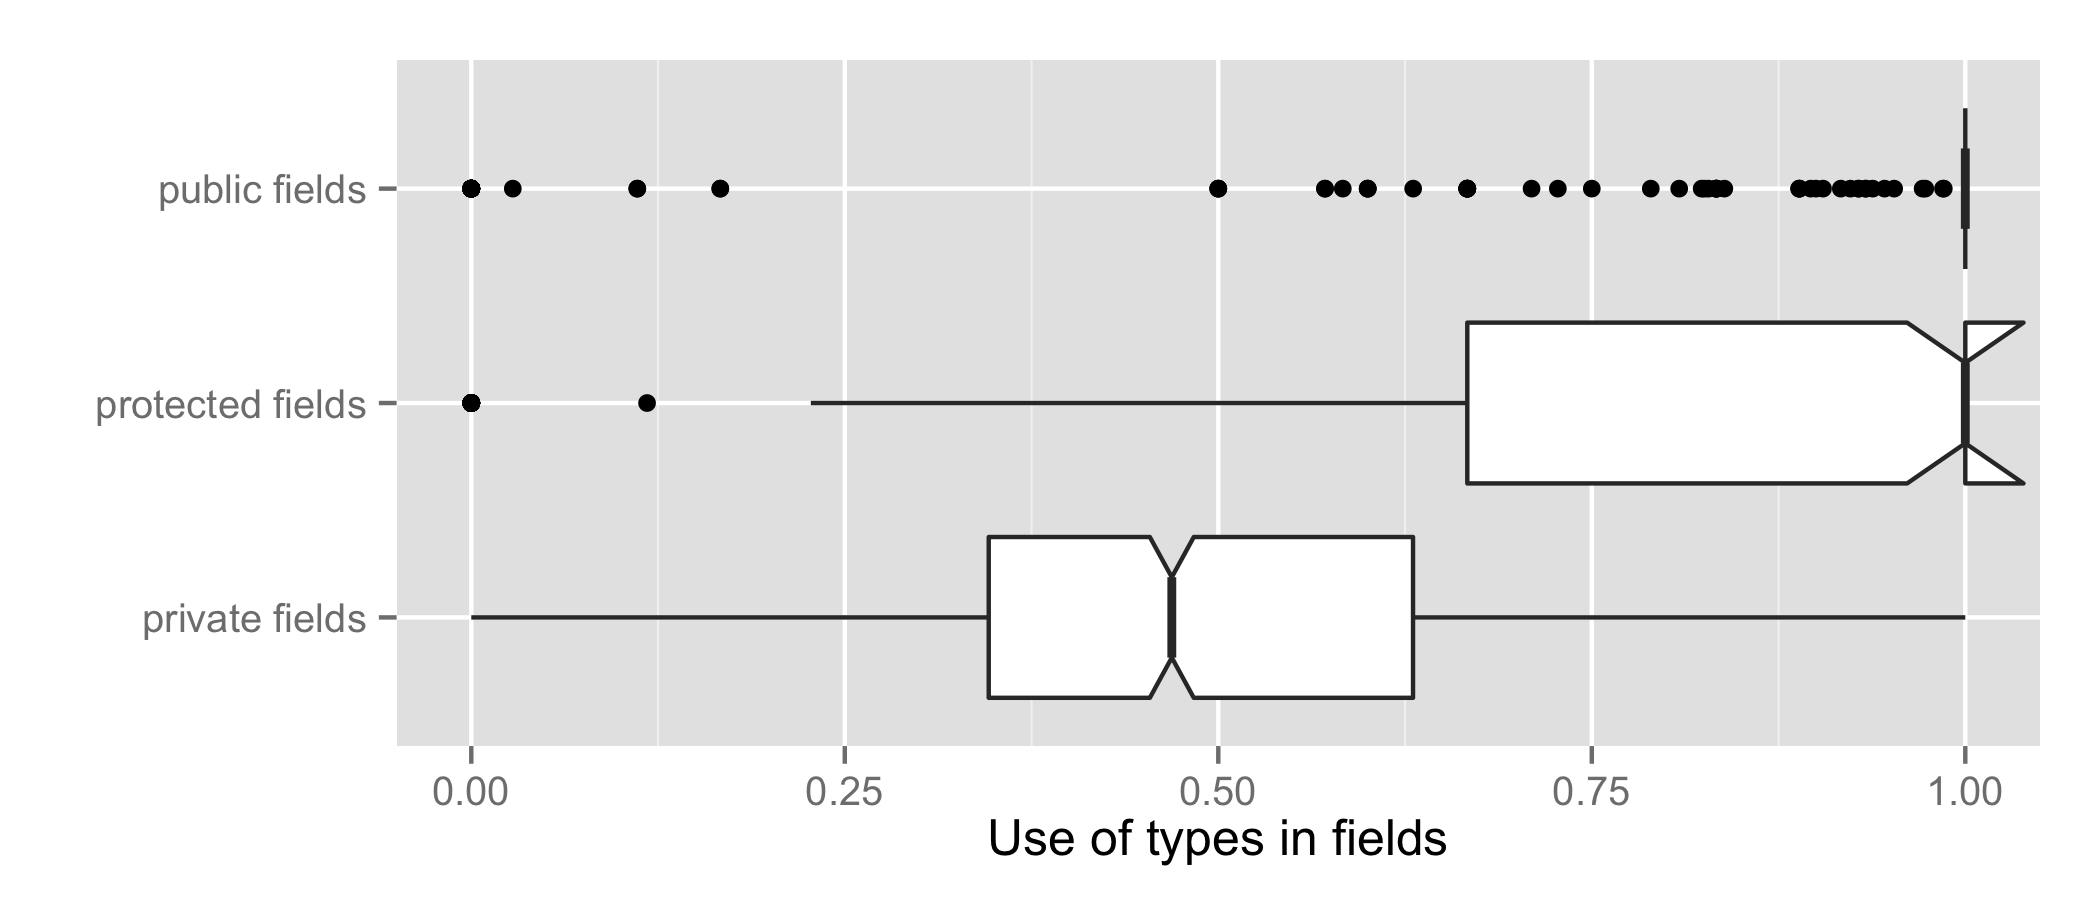 public fields
protected fields
private fields
0.00 0.25 0.50 0.75 1.00
Use of types in fields